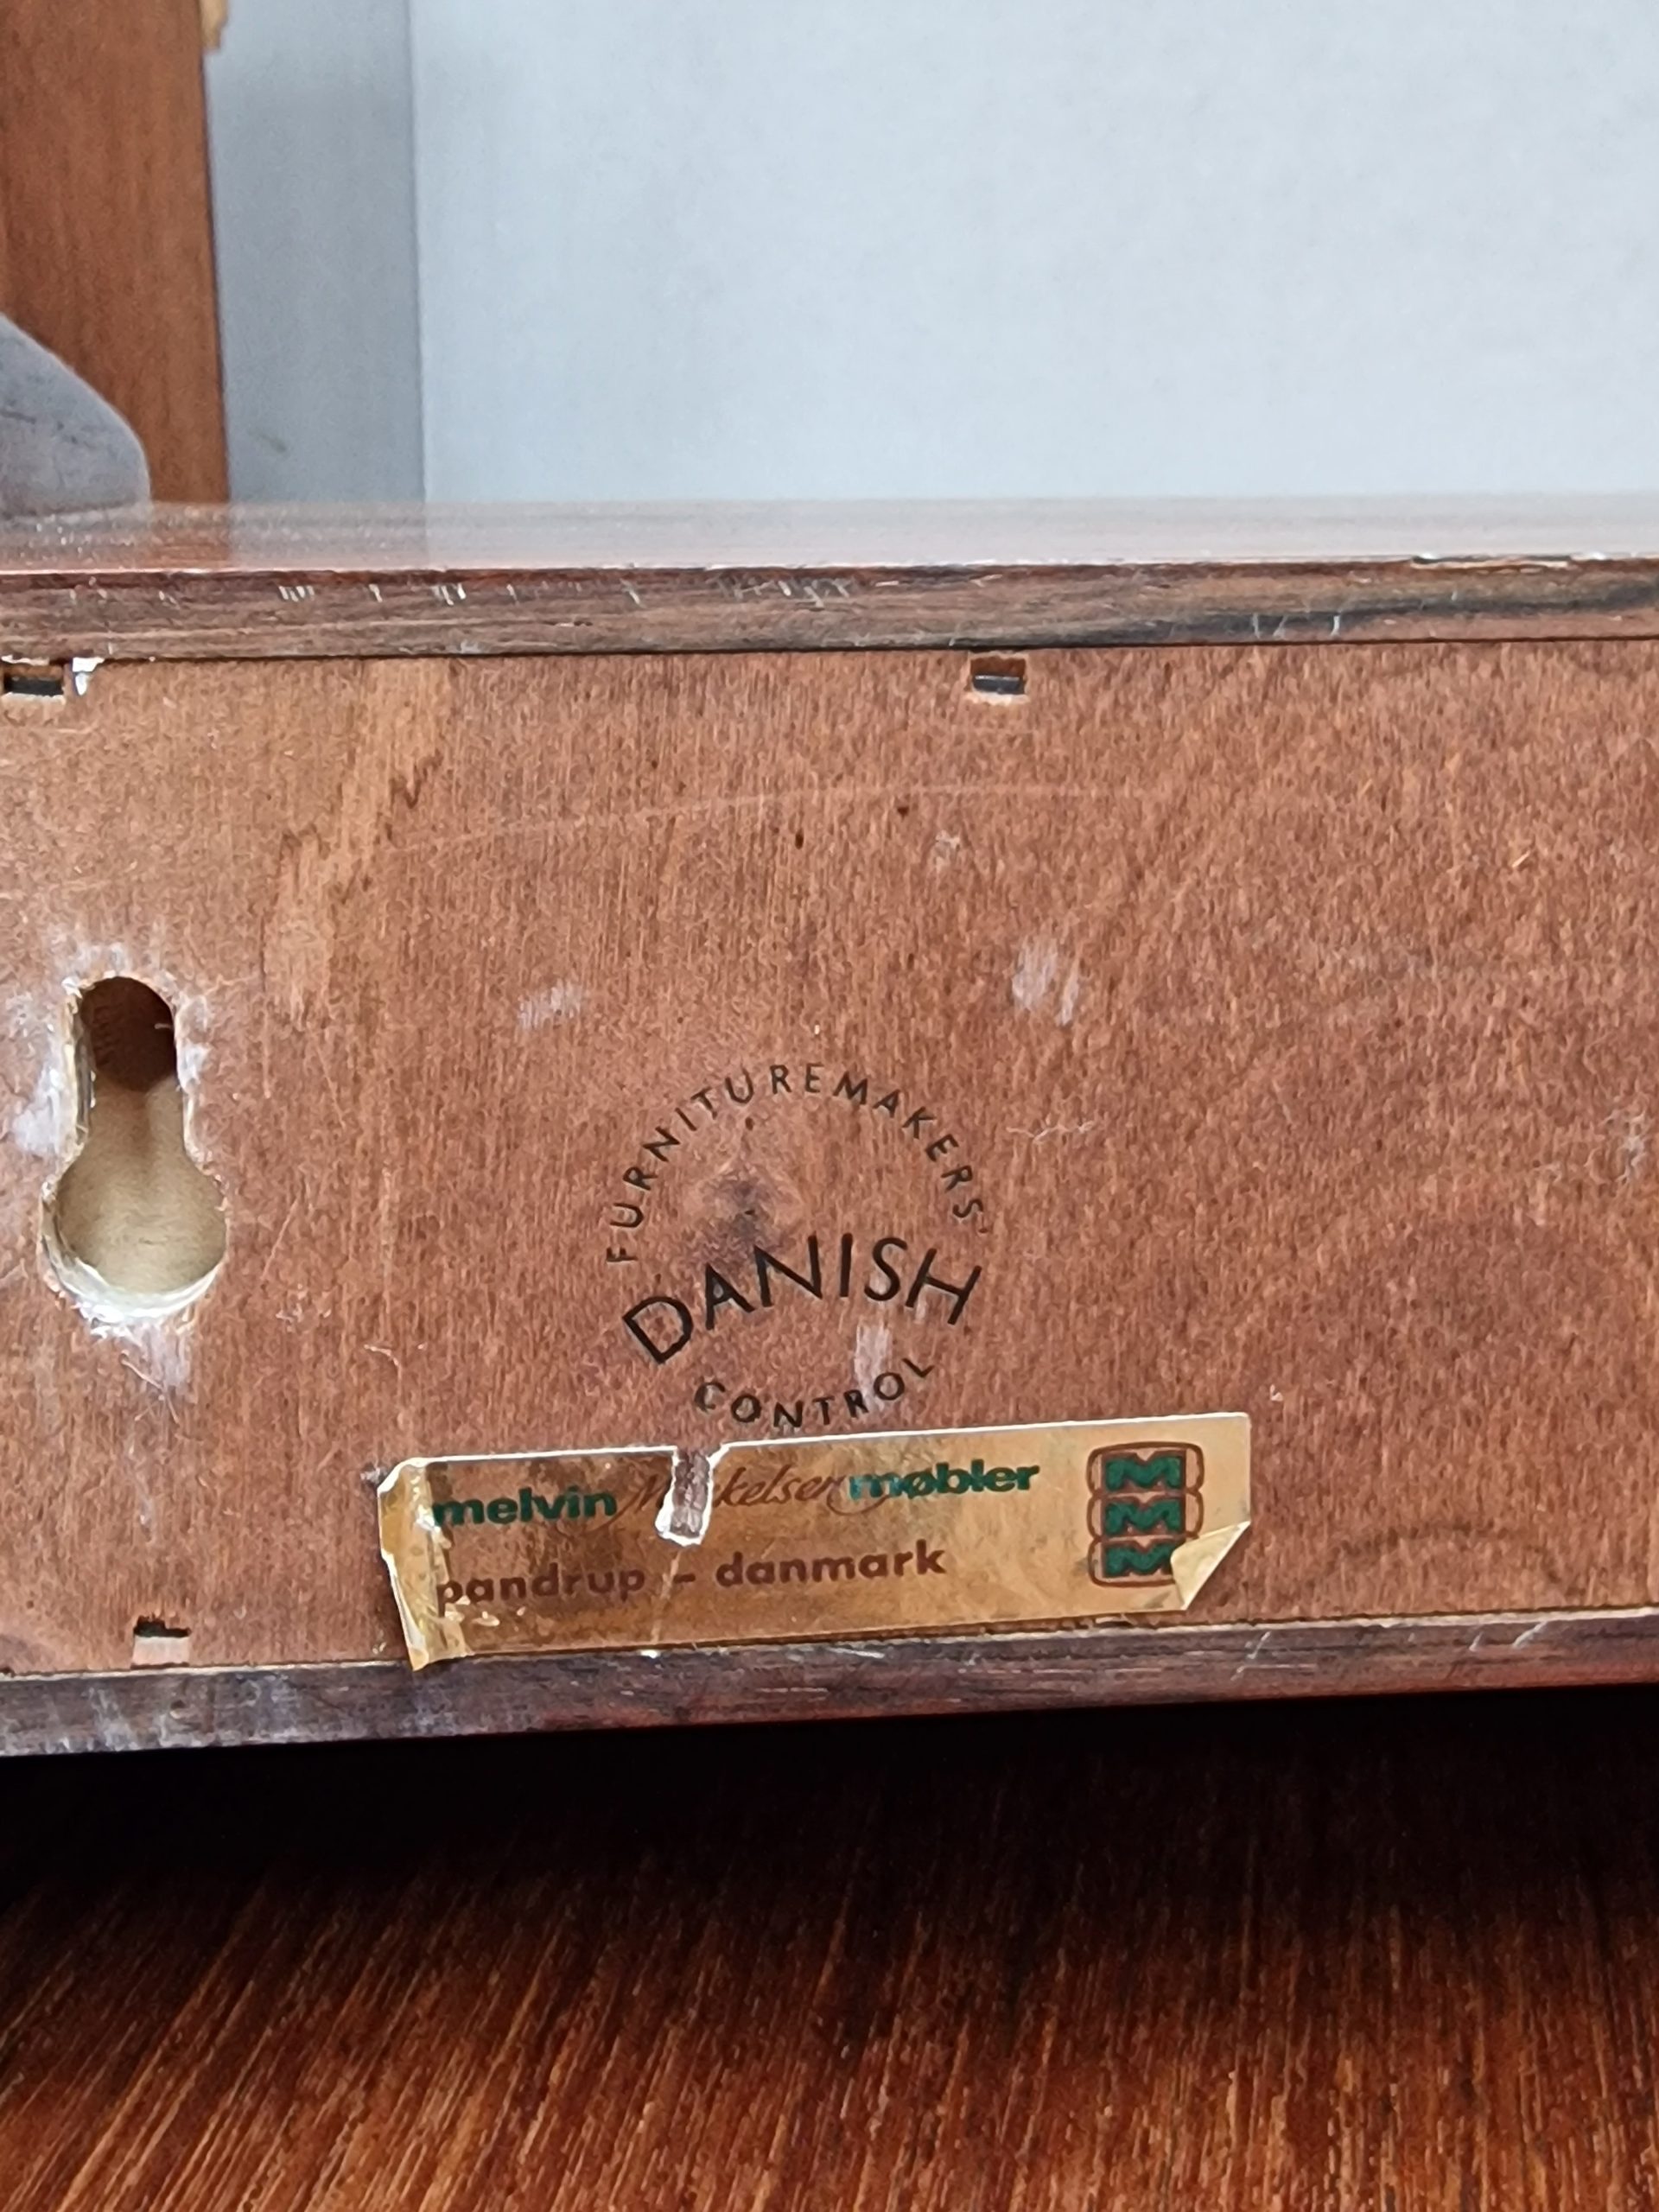 FURNITUREMAKERS'
DANISH
CONTROL
melvin møbler
pandrup - danmark
M
M
M